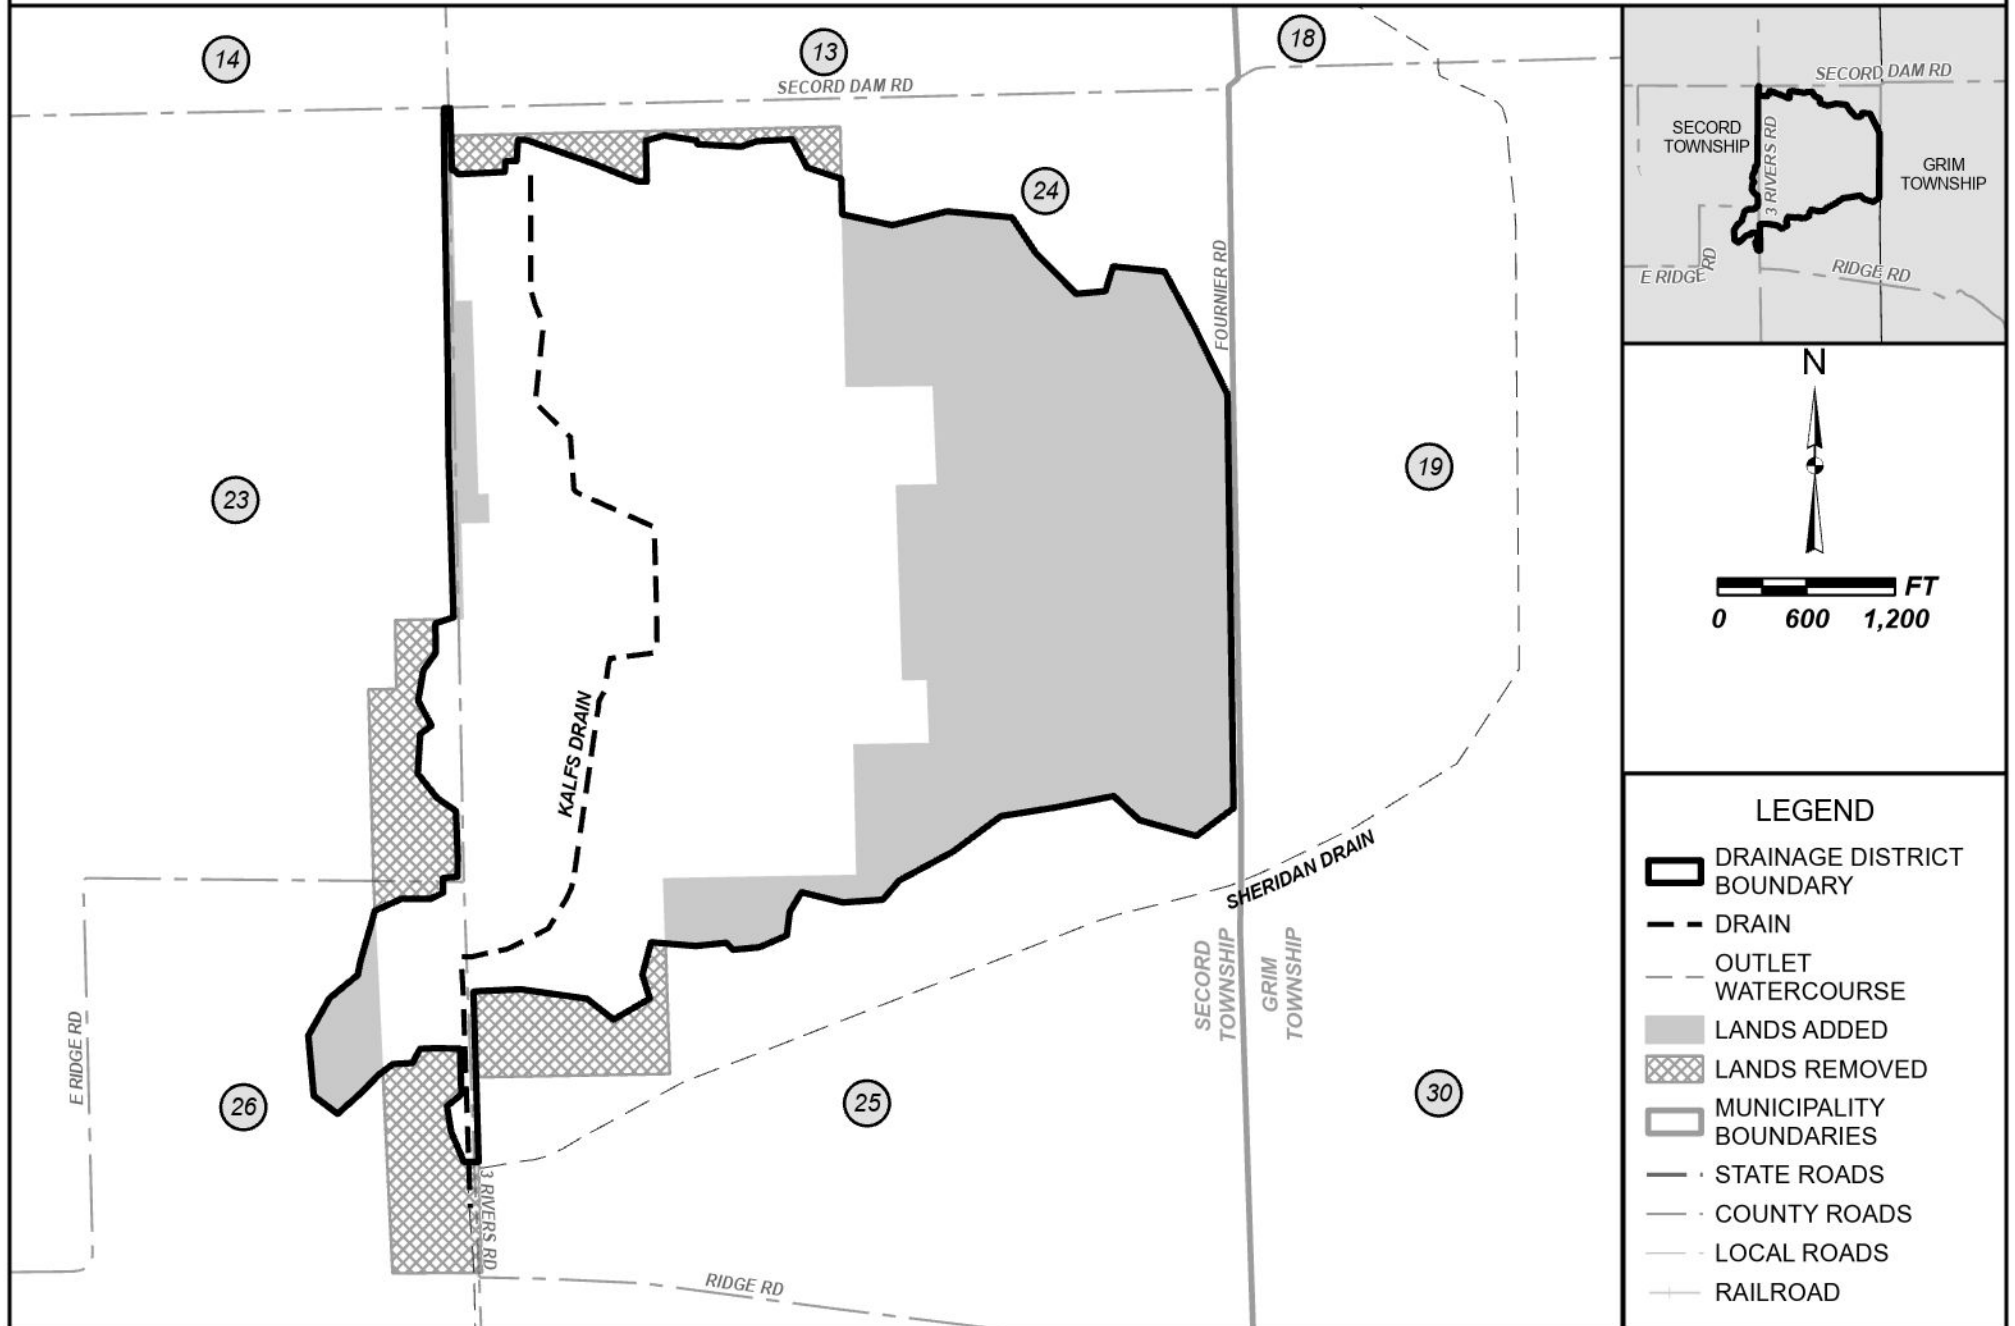 14
13
18
SECORD DAM RD
24
FOURNIER RD
23
19
KALFS DRAIN
SHERIDAN DRAIN
SECORD
TOWNSHIP
GRIM
TOWNSHIP
E RIDGE RD
26
25
30
3 RIVERS RD
RIDGE RD
SECORD DAM RD
SECORD
TOWNSHIP
3 RIVERS RD
GRIM
TOWNSHIP
E RIDGE RD
RIDGE RD
N
FT
0 600 1,200
LEGEND
DRAINAGE DISTRICT
BOUNDARY
DRAIN
OUTLET
WATERCOURSE
LANDS ADDED
LANDS REMOVED
MUNICIPALITY
BOUNDARIES
STATE ROADS
COUNTY ROADS
LOCAL ROADS
RAILROAD